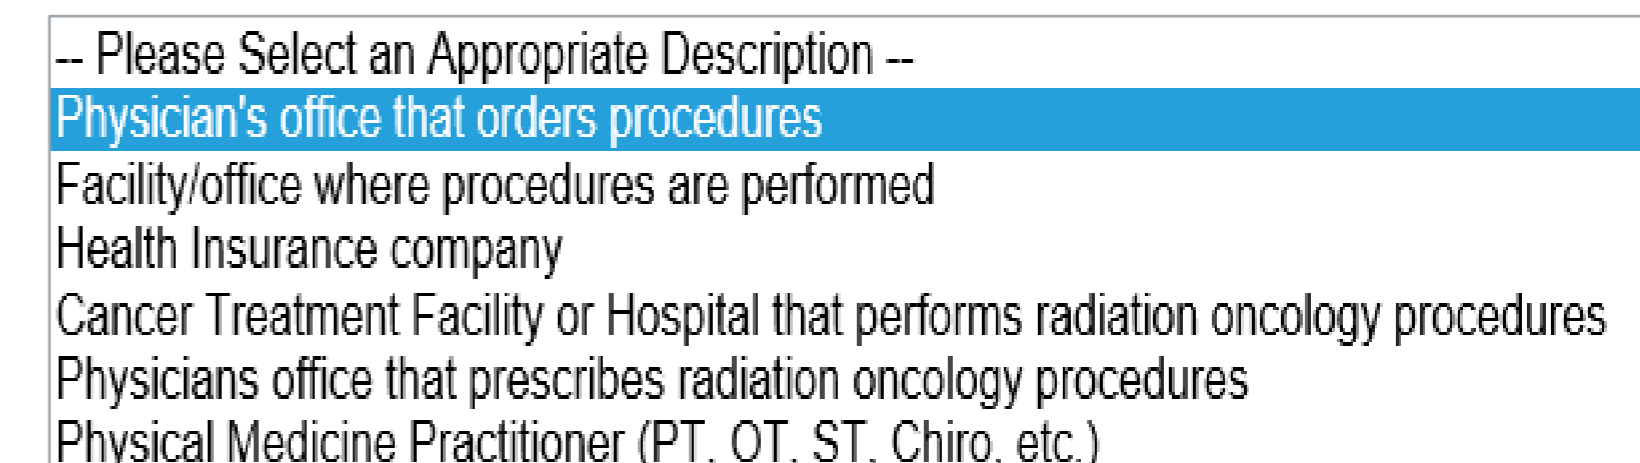 -- Please Select an Appropriate Description --
Physician's office that orders procedures
Facility/office where procedures are performed
Health Insurance company
Cancer Treatment Facility or Hospital that performs radiation oncology procedures
Physicians office that prescribes radiation oncology procedures
Physical Medicine Practitioner (PT, OT, ST, Chiro, etc.)